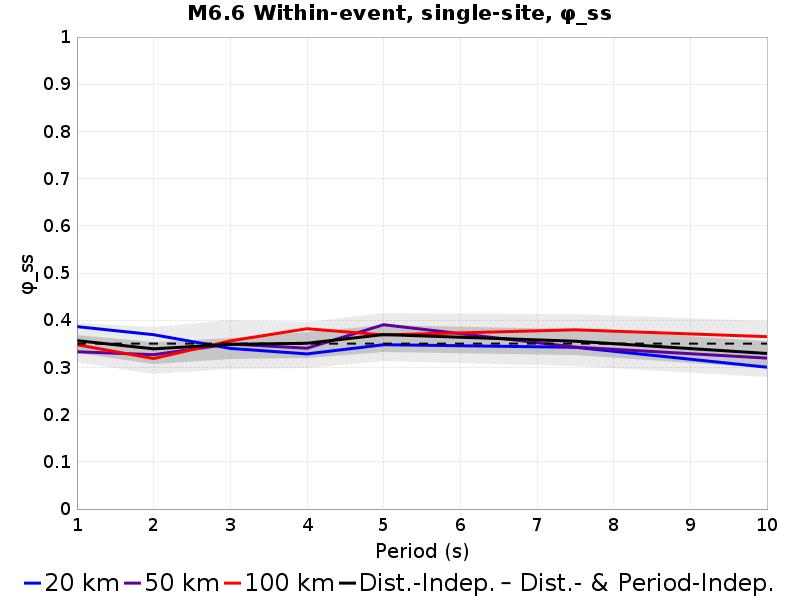 M6.6 Within-event, single-site, φ_ss
1
0.9
0.8
0.7
0.6
0.5
0.4
0.3
0.2
0.1
0
φ_ss
1 2 3 4 5 6 7 8 9 10
Period (s)
20 km 50 km 100 km Dist.-Indep. Dist.- & Period-Indep.